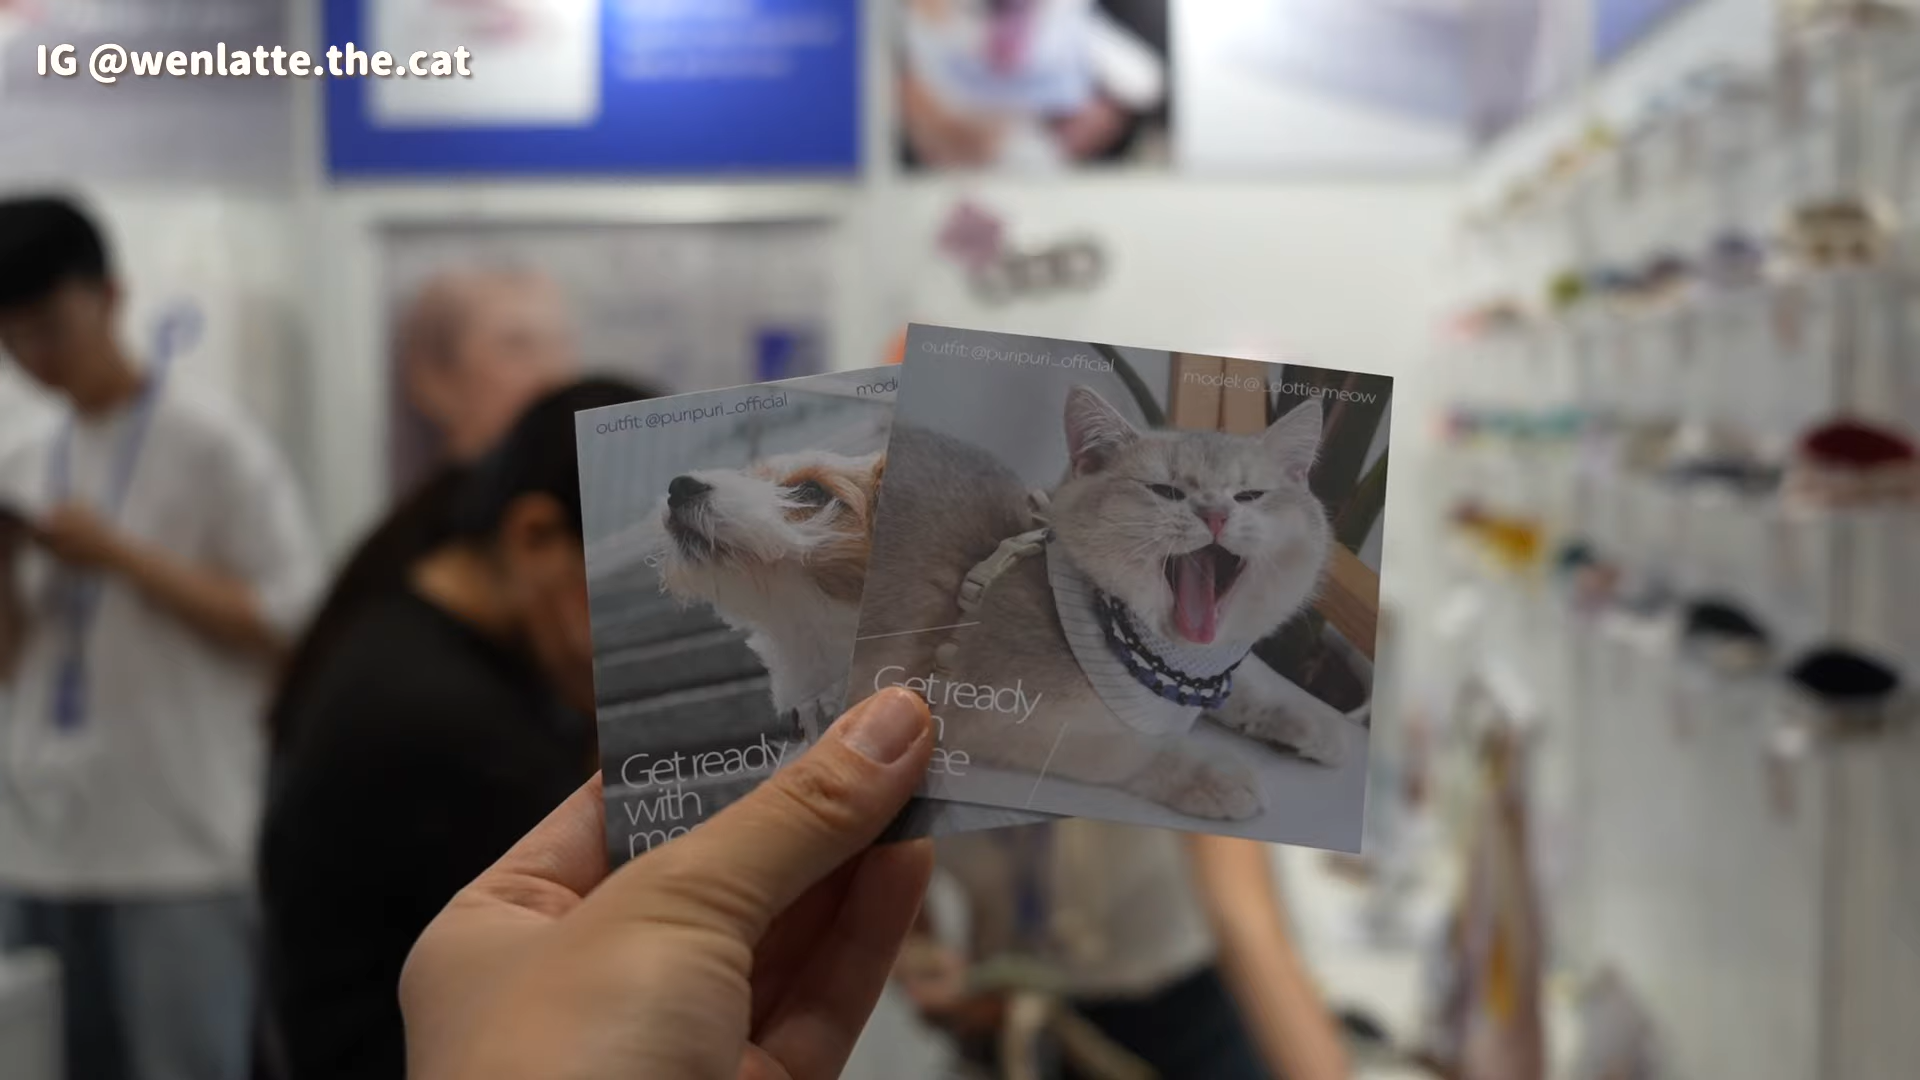 IG @wenlatte.the.cat
outfit: @puripuri_official
outfit: @puripuri_official
model: @_dottie.meow
Get ready
with
Get ready